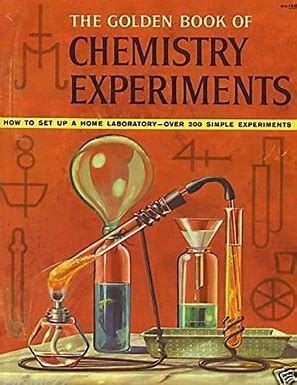 THE GOLDEN BOOK OF
CHEMISTRY
EXPERIMENTS
HOW TO SET UP A HOME LABORATORY—OVER 200 SIMPLE EXPERIMENTS